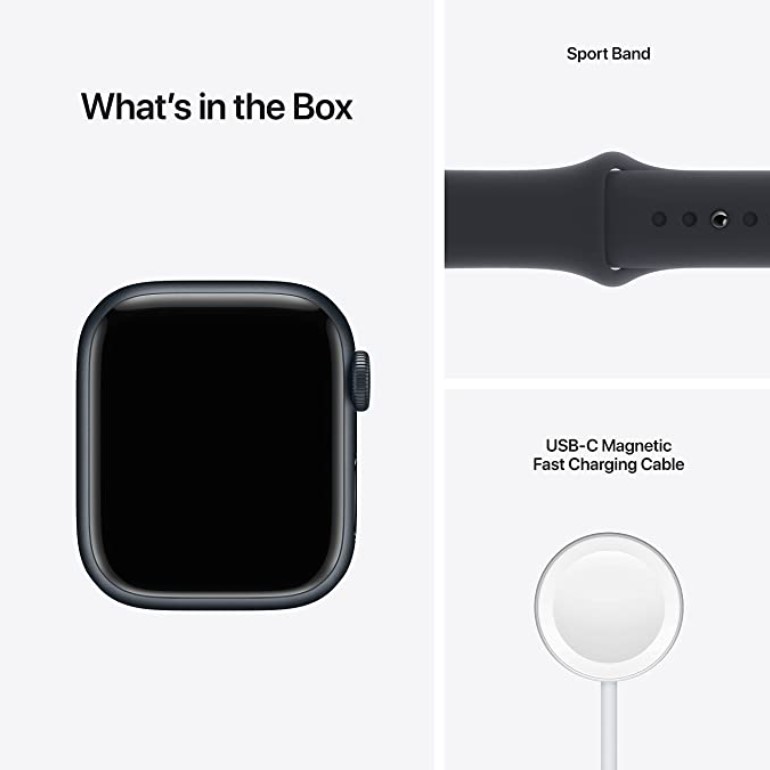 What's in the Box
Sport Band
USB-C Magnetic
Fast Charging Cable